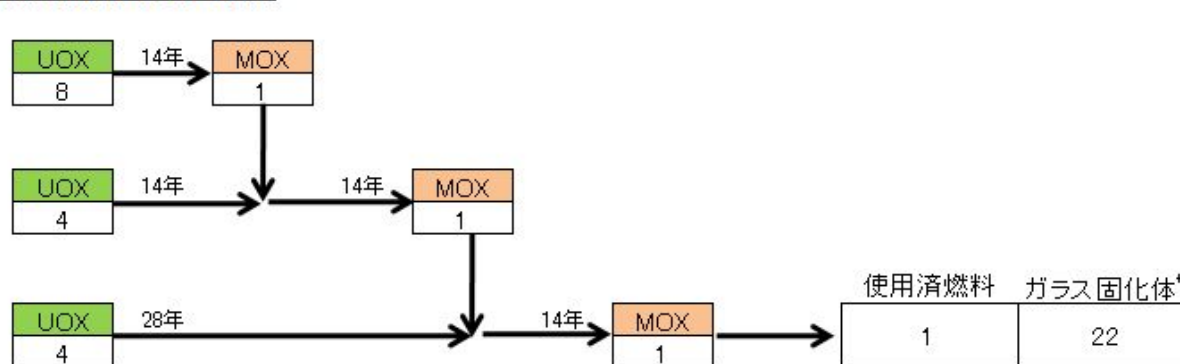 UOX 14年 MOX
8 1
UOX 14年 14年 MOX
4 1
使用済燃料 ガラス固化体*
UOX 28年 14年 MOX 1 22
4 1